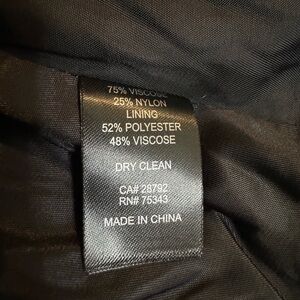 75% VISCOSE
25% NYLON
LINING
52% POLYESTER
48% VISCOSE
DRY CLEAN
CA# 28792
RN# 75343
MADE IN CHINA